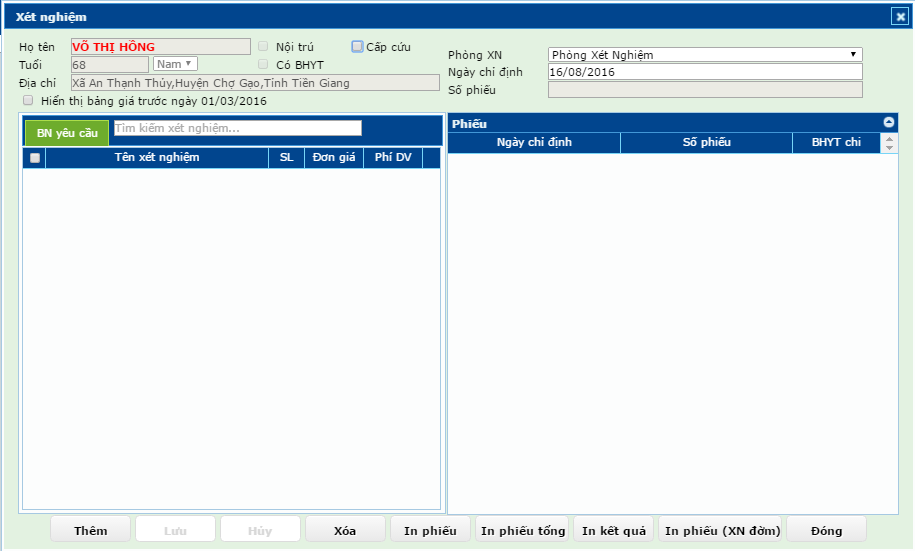 Xét nghiệm
Họ tên VÕ THỊ HỒNG Nội trú Cấp cứu
Tuổi 68 Nam Có BHYT
Địa chỉ Xã An Thạnh Thủy,Huyện Chợ Gạo,Tỉnh Tiền Giang
Hiển thị bảng giá trước ngày 01/03/2016
Phòng XN Phòng Xét Nghiệm
Ngày chỉ định 16/08/2016
Số phiếu
BN yêu cầu Tìm kiếm xét nghiệm...
Tên xét nghiệm SL Đơn giá Phí DV
Phiếu
Ngày chỉ định Số phiếu BHYT chi
Thêm Lưu Hủy Xóa In phiếu In phiếu tổng In kết quả In phiếu (XN đờm) Đóng